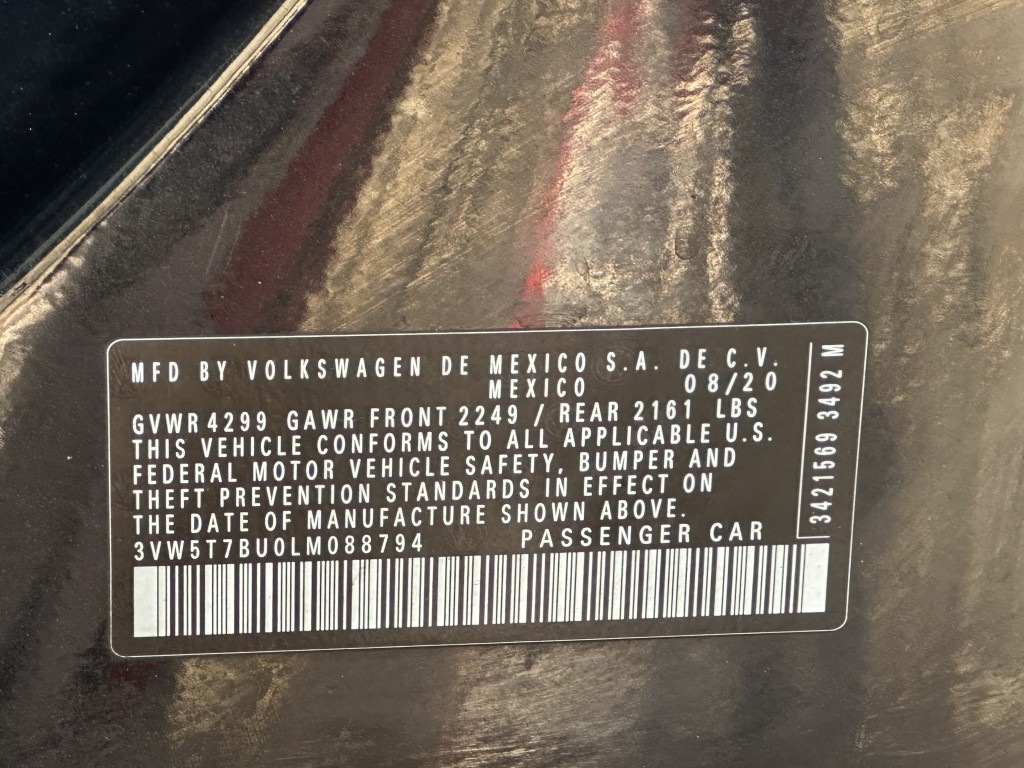 MFD BY VOLKSWAGEN DE MEXICO S.A. DE C.V.
MEXICO 08/20
GVWR 4299 GAWR FRONT 2249 / REAR 2161 LBS
THIS VEHICLE CONFORMS TO ALL APPLICABLE U.S.
FEDERAL MOTOR VEHICLE SAFETY, BUMPER AND
THEFT PREVENTION STANDARDS IN EFFECT ON
THE DATE OF MANUFACTURE SHOWN ABOVE.
3VW5T7BU0LM088794 PASSENGER CAR
3421569 3492 M